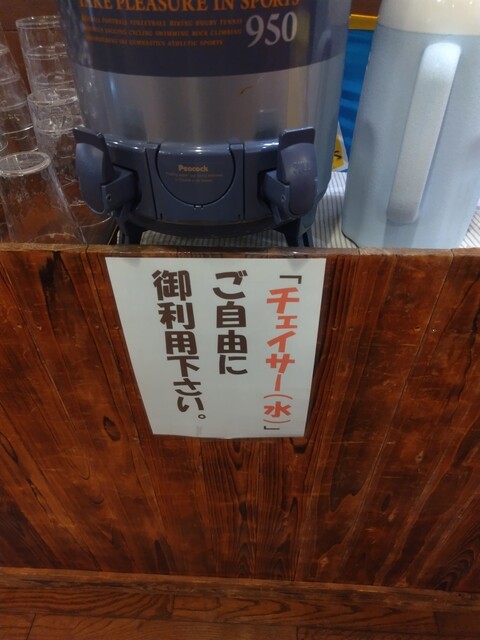 TAKE PLEASURE IN SPORTS
950
Peacock
「チェイサー(水)」
ご自由に
御利用下さい。